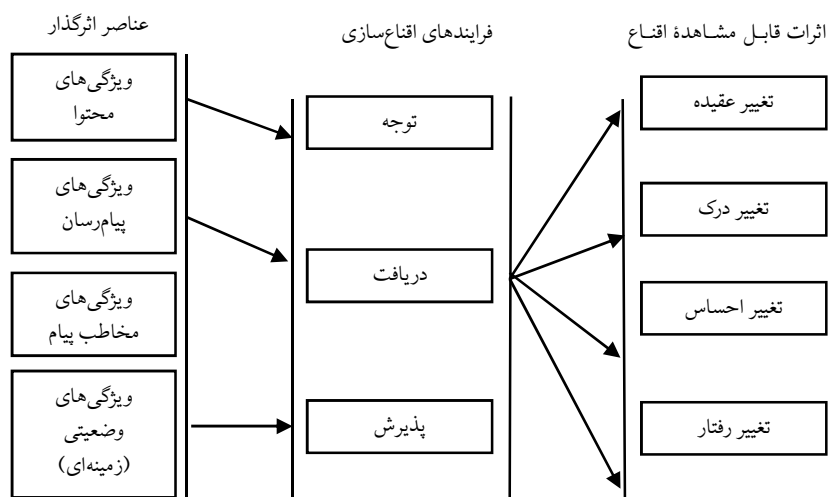 عناصر اثرگذار
ویژگی‌های
محتوا
ویژگی‌های
پیام‌رسان
ویژگی‌های
مخاطب پیام
ویژگی‌های
وضعیتی
(زمینه‌ای)
فرایندهای اقناع‌سازی
توجه
دریافت
پذیرش
اثرات قابل مشاهدۀ اقناع
تغییر عقیده
تغییر درک
تغییر احساس
تغییر رفتار